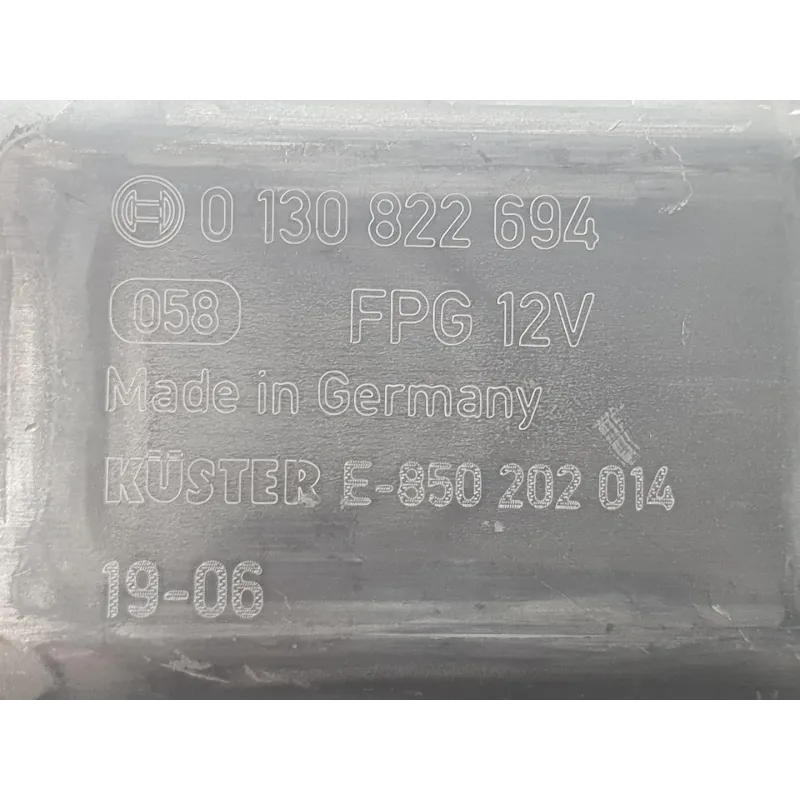 0 130 822 694
058 FPG 12V
Made in Germany
KÜSTER E-850 202 014
19-06